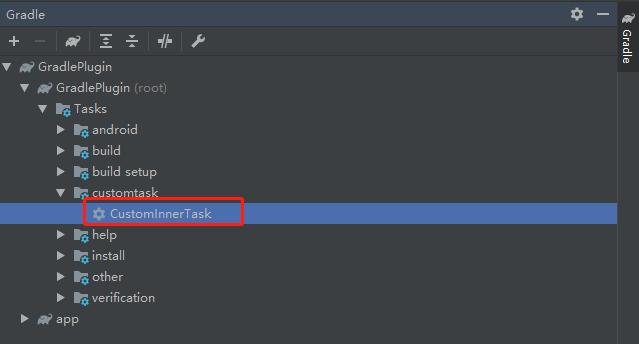 Gradle
GradlePlugin
GradlePlugin (root)
Tasks
android
build
build setup
customtask
CustomInnerTask
help
install
other
verification
app
Gradle